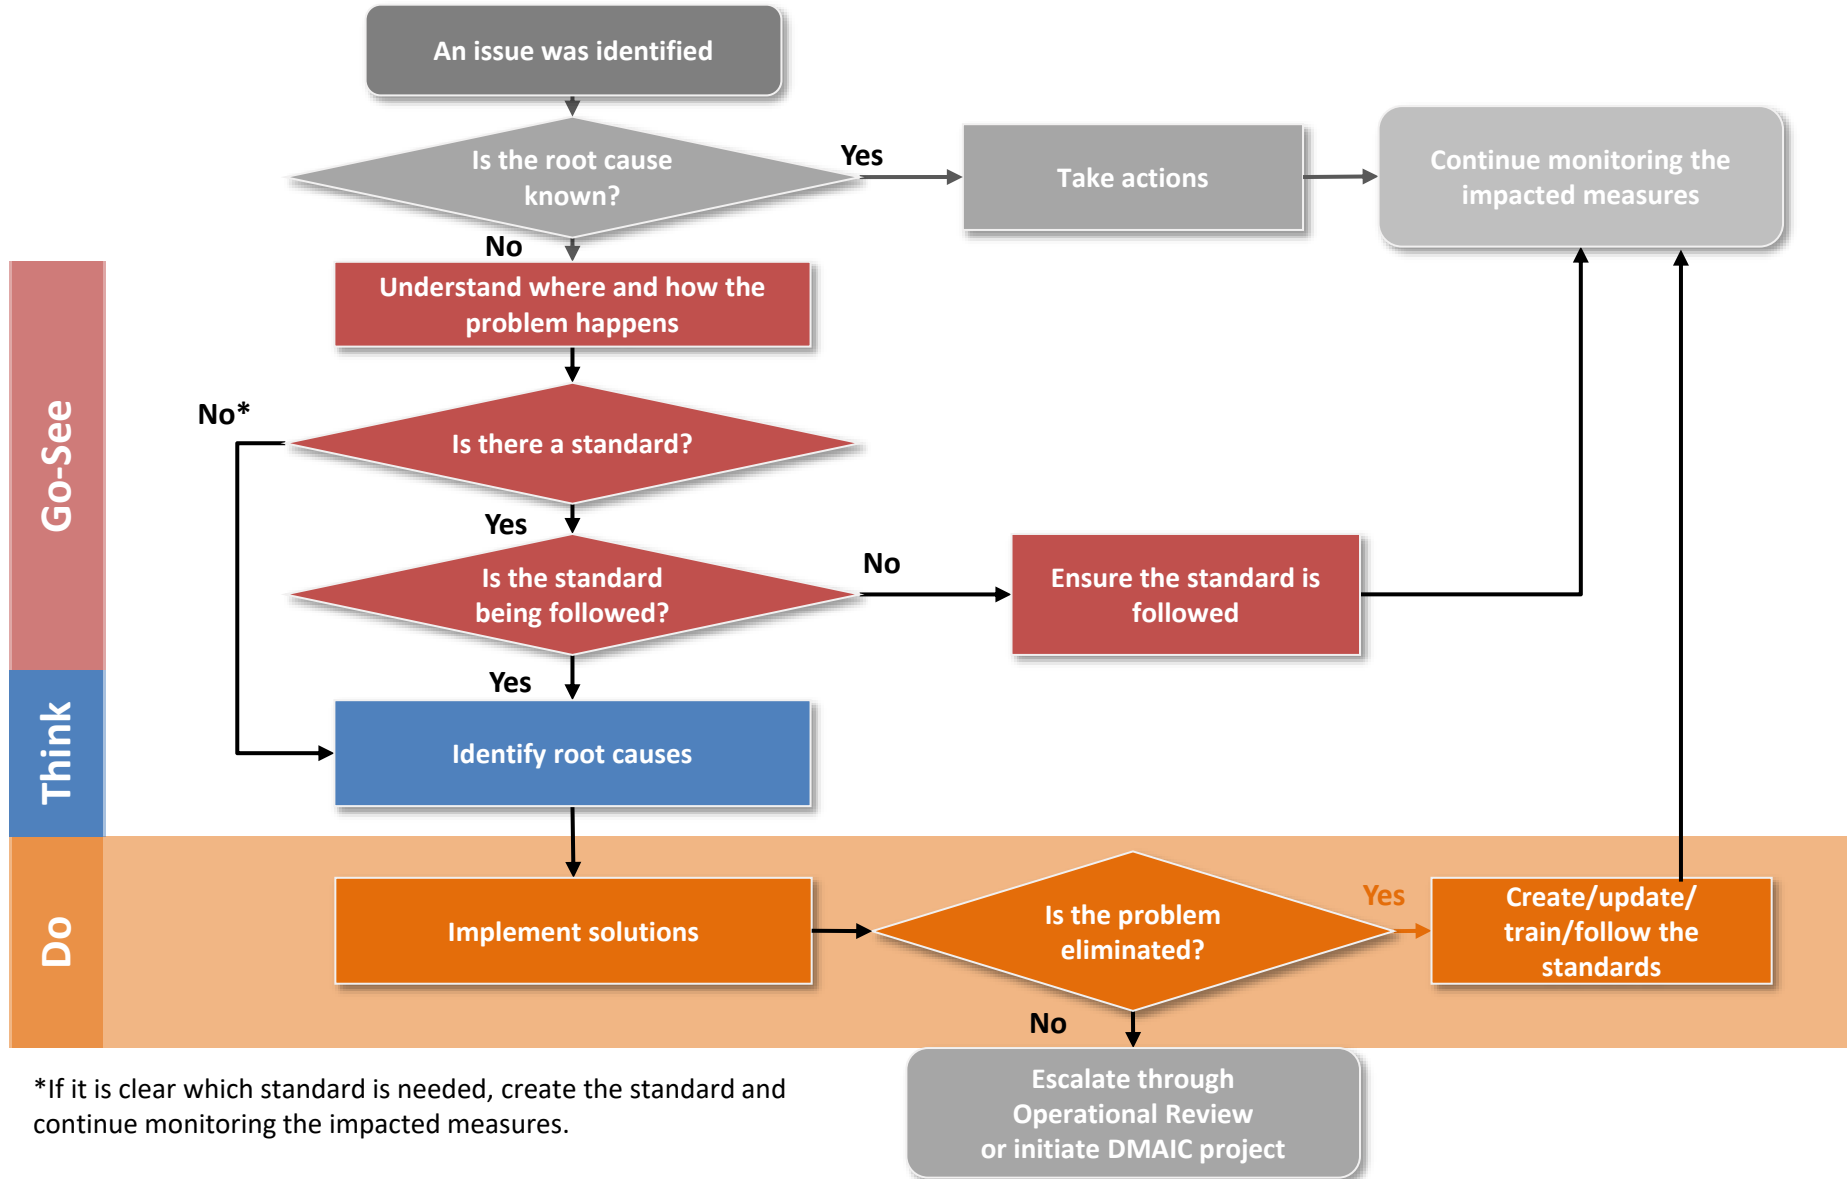 An issue was identified
Is the root cause
known?
Yes
Take actions
Continue monitoring the
impacted measures
No
Understand where and how the
problem happens
Go-See
No*
Is there a standard?
Yes
Is the standard
being followed?
No
Ensure the standard is
followed
Yes
Think
Identify root causes
Do
Implement solutions
Is the problem
eliminated?
Yes
Create/update/
train/follow the
standards
No
Escalate through
Operational Review
or initiate DMAIC project
*If it is clear which standard is needed, create the standard and
continue monitoring the impacted measures.